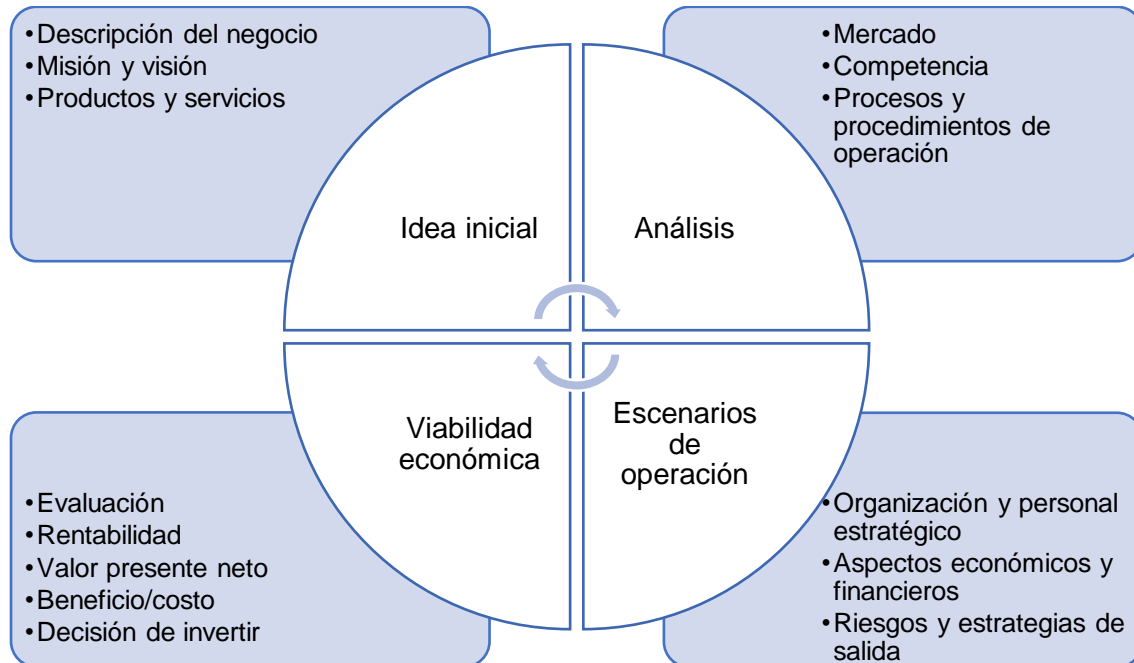 •Descripción del negocio
•Misión y visión
•Productos y servicios
•Mercado
•Competencia
•Procesos y
procedimientos de
operación
Idea inicial
Análisis
Viabilidad
económica
Escenarios
de
operación
•Evaluación
•Rentabilidad
•Valor presente neto
•Beneficio/costo
•Decisión de invertir
•Organización y personal
estratégico
•Aspectos económicos y
financieros
•Riesgos y estrategias de
salida